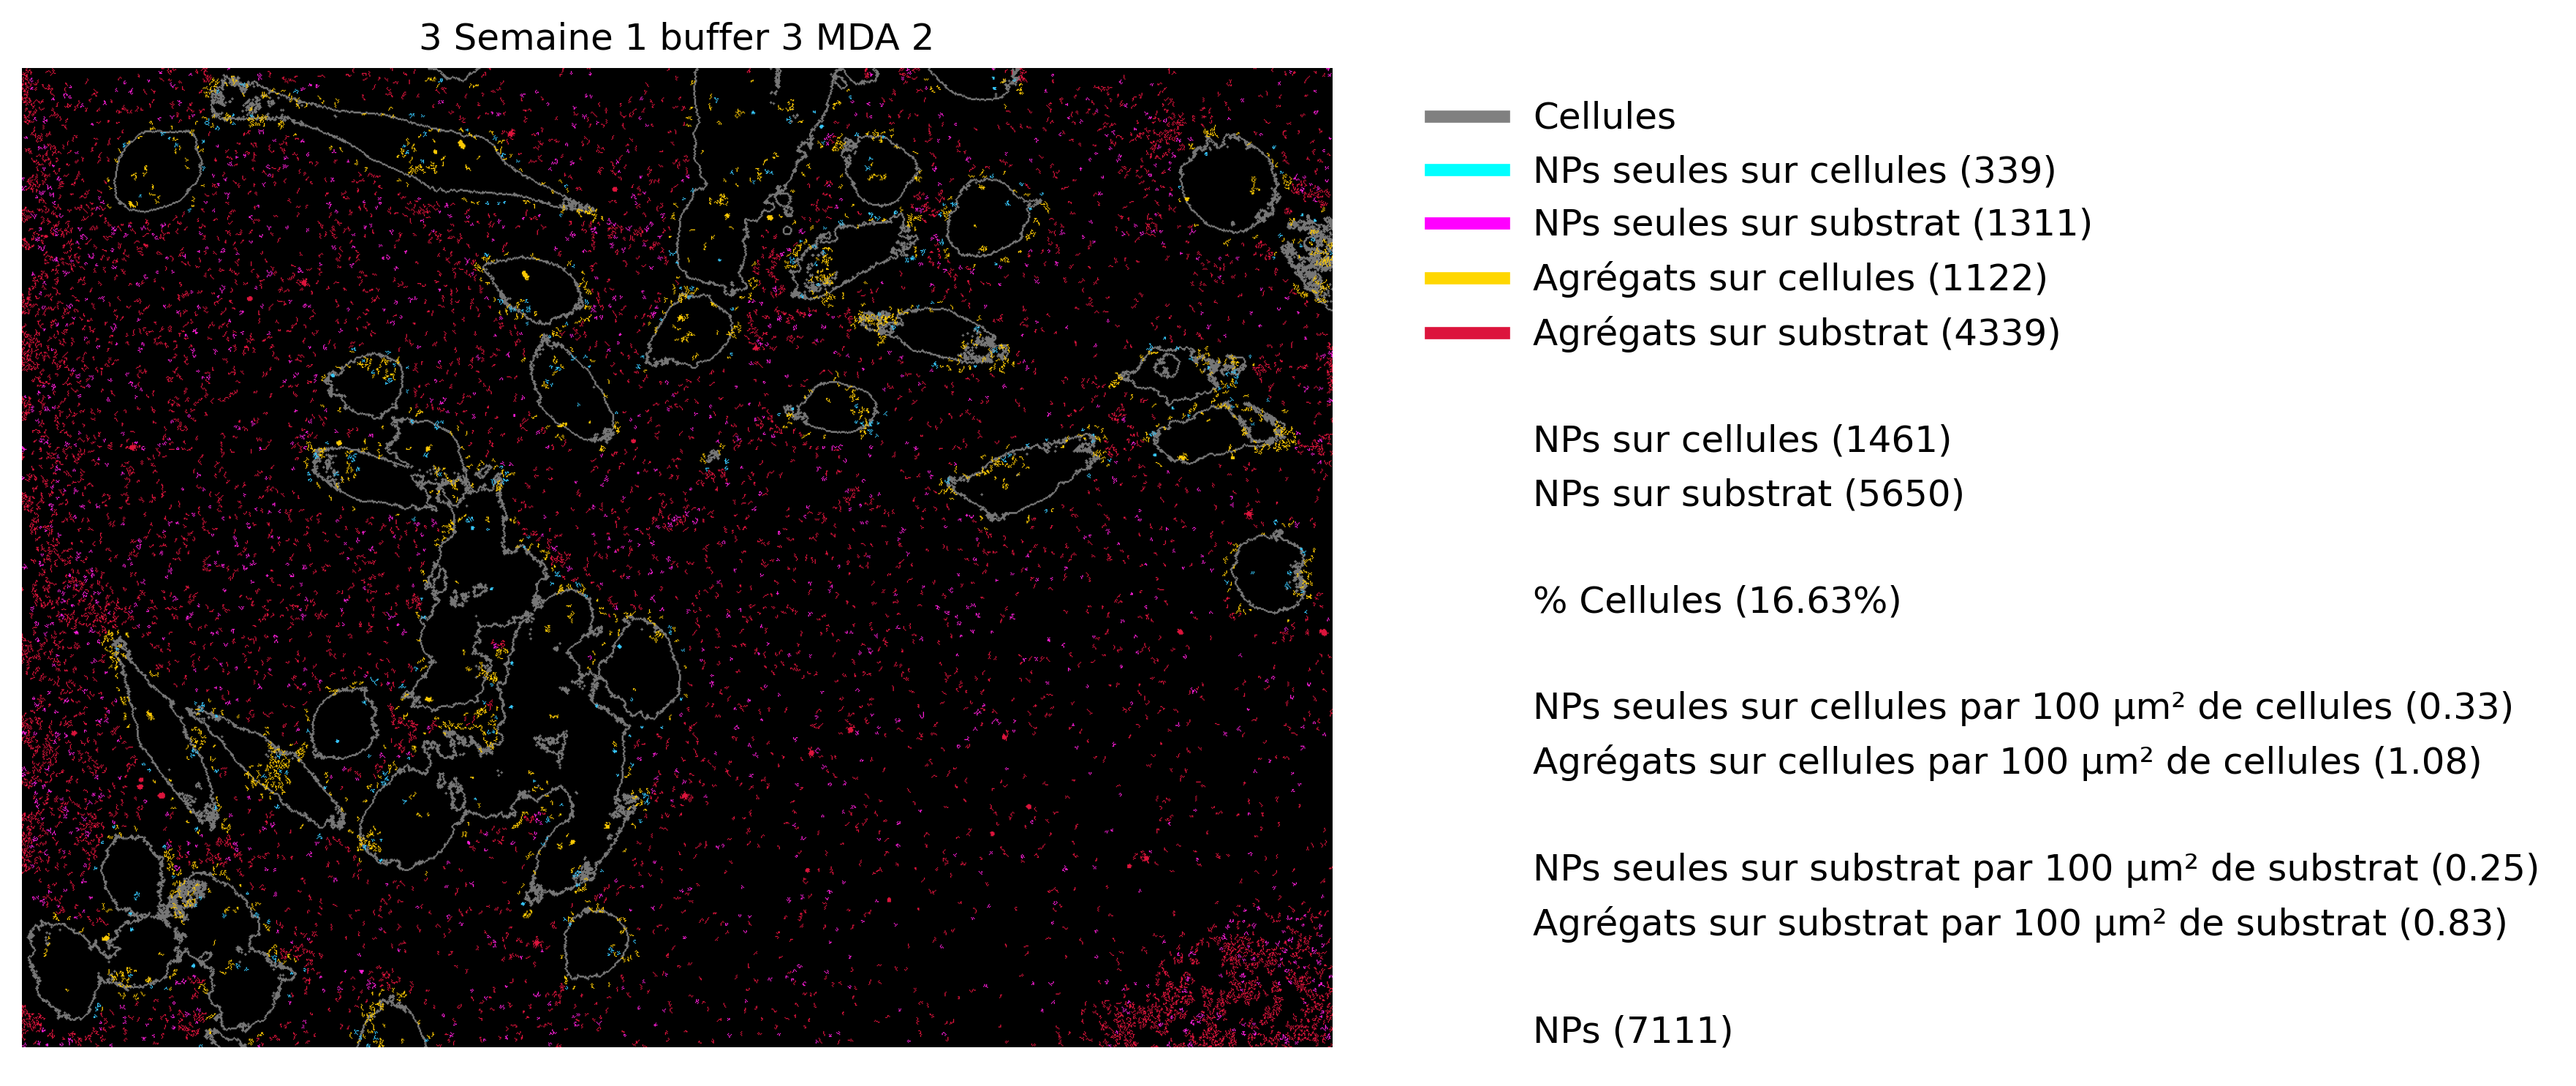 3 Semaine 1 buffer 3 MDA 2
Cellules
NPs seules sur cellules (339)
NPs seules sur substrat (1311)
Agrégats sur cellules (1122)
Agrégats sur substrat (4339)
NPs sur cellules (1461)
NPs sur substrat (5650)
% Cellules (16.63%)
NPs seules sur cellules par 100 µm² de cellules (0.33)
Agrégats sur cellules par 100 µm² de cellules (1.08)
NPs seules sur substrat par 100 µm² de substrat (0.25)
Agrégats sur substrat par 100 µm² de substrat (0.83)
NPs (7111)